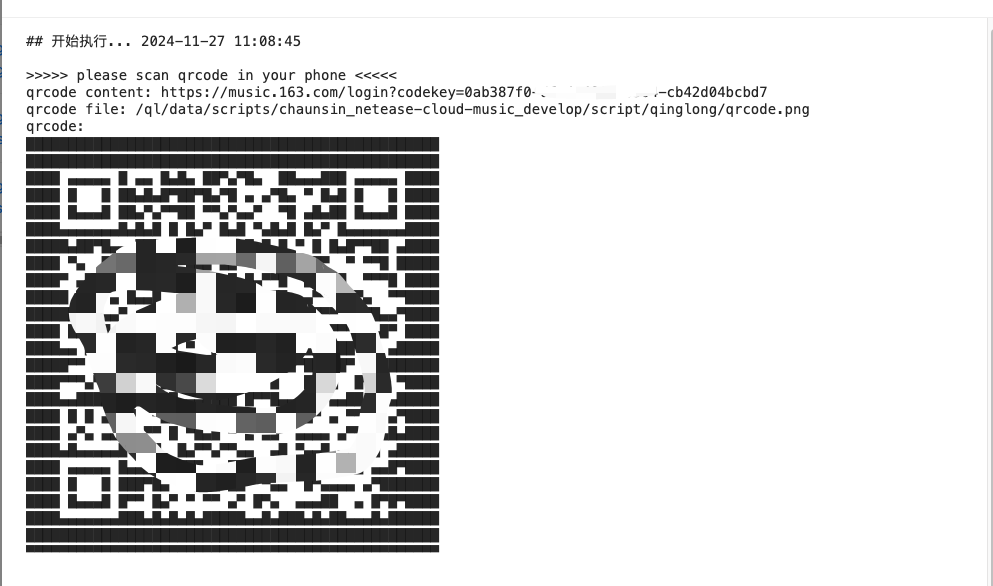 ## 开始执行... 2024-11-27 11:08:45
>>>>> please scan qrcode in your phone <<<<<
qrcode content: https://music.163.com/login?codekey=0ab387f0- -cb42d04bcbd7
qrcode file: /ql/data/scripts/chaunsin_netease-cloud-music_develop/script/qinglong/qrcode.png
qrcode: